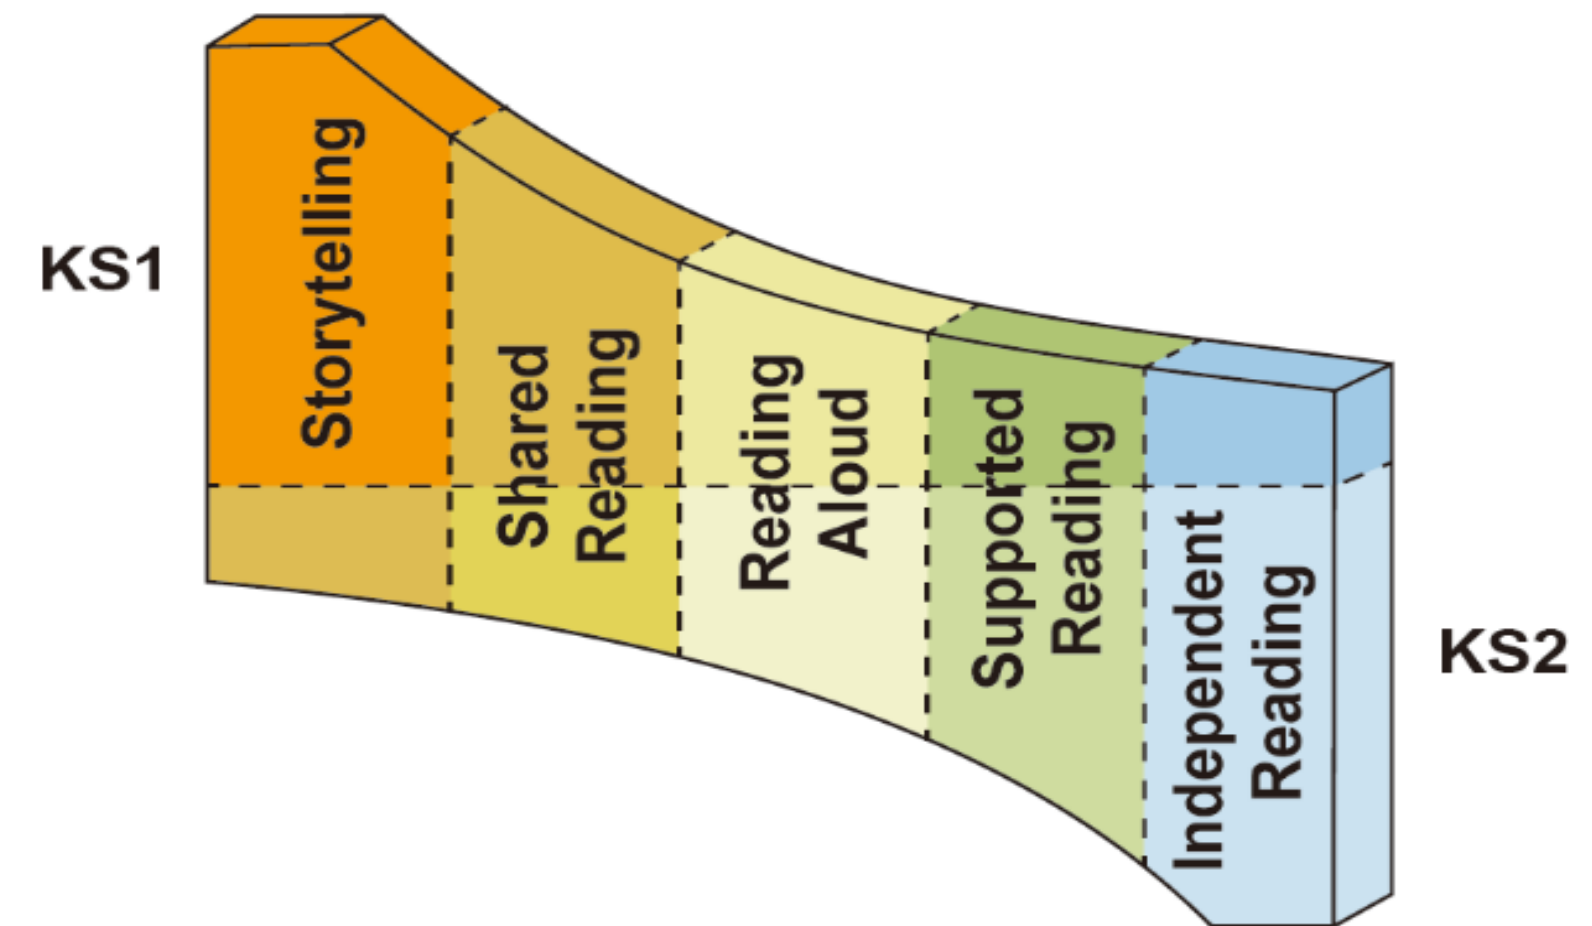 KS1
Storytelling
Shared
Reading
Reading
Aloud
Supported
Reading
Independent
Reading
KS2